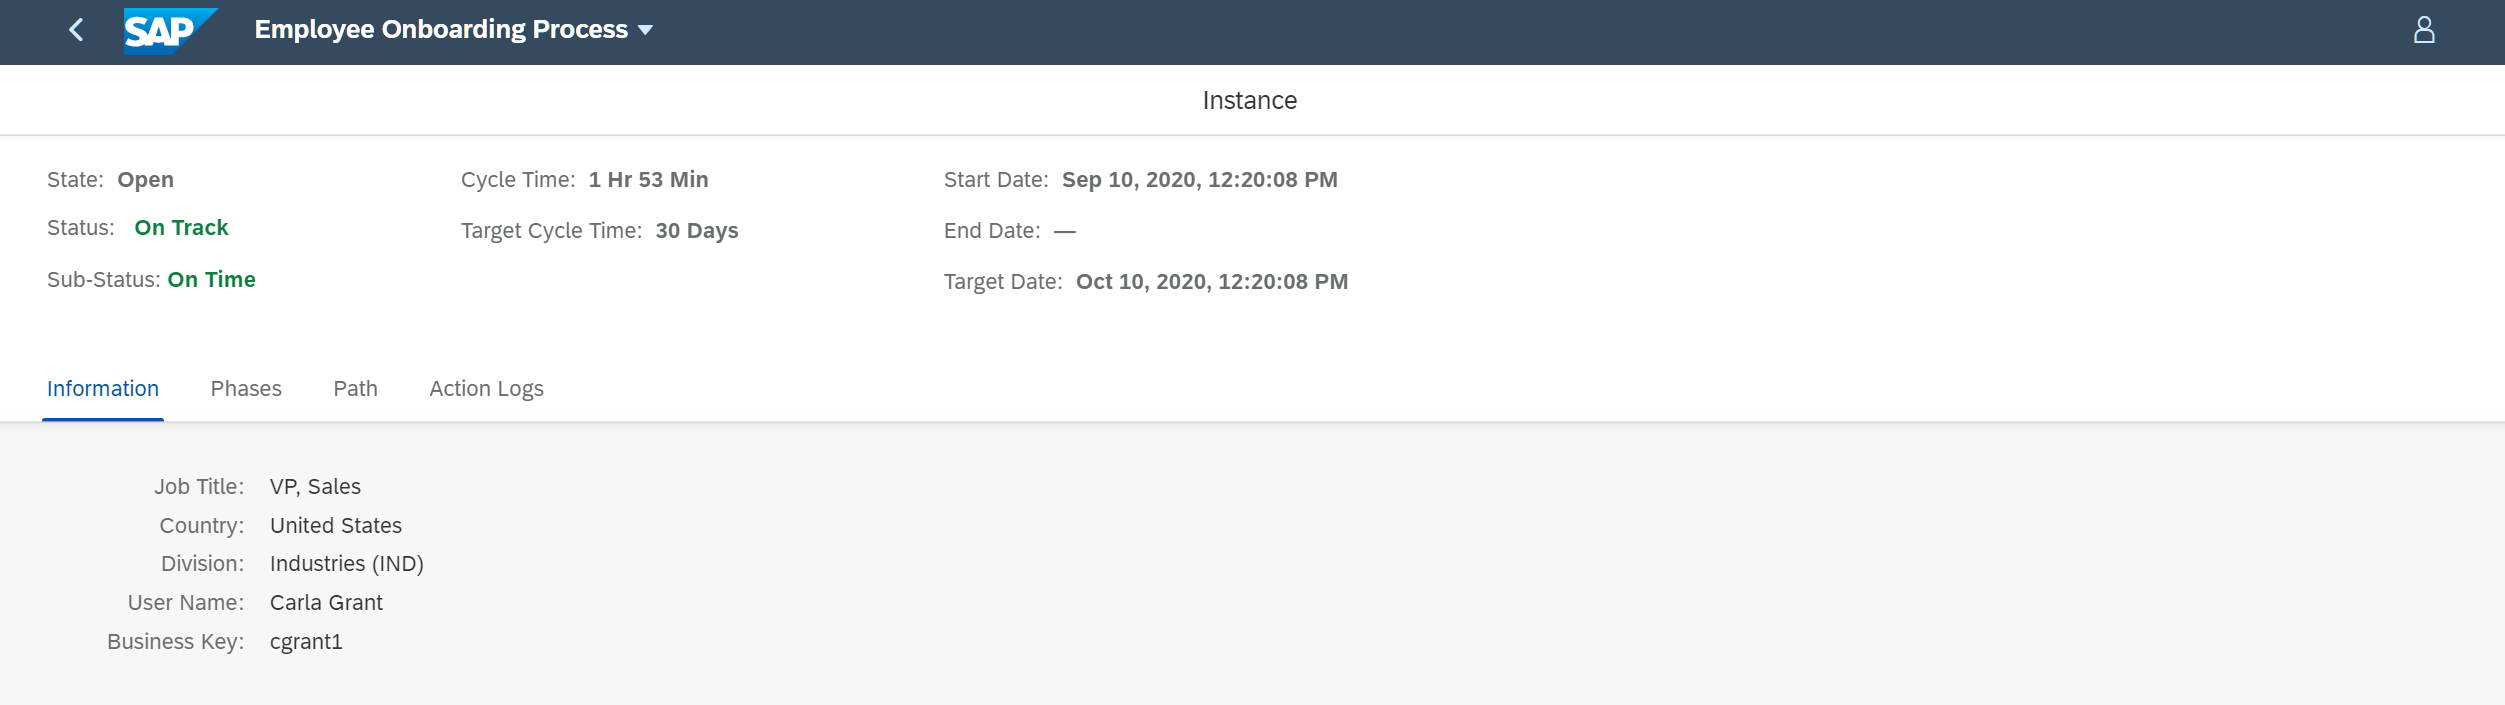 SAP Employee Onboarding Process
Instance
State: Open
Status: On Track
Sub-Status: On Time
Cycle Time: 1 Hr 53 Min
Target Cycle Time: 30 Days
Start Date: Sep 10, 2020, 12:20:08 PM
End Date: —
Target Date: Oct 10, 2020, 12:20:08 PM
Information Phases Path Action Logs
Job Title: VP, Sales
Country: United States
Division: Industries (IND)
User Name: Carla Grant
Business Key: cgrant1